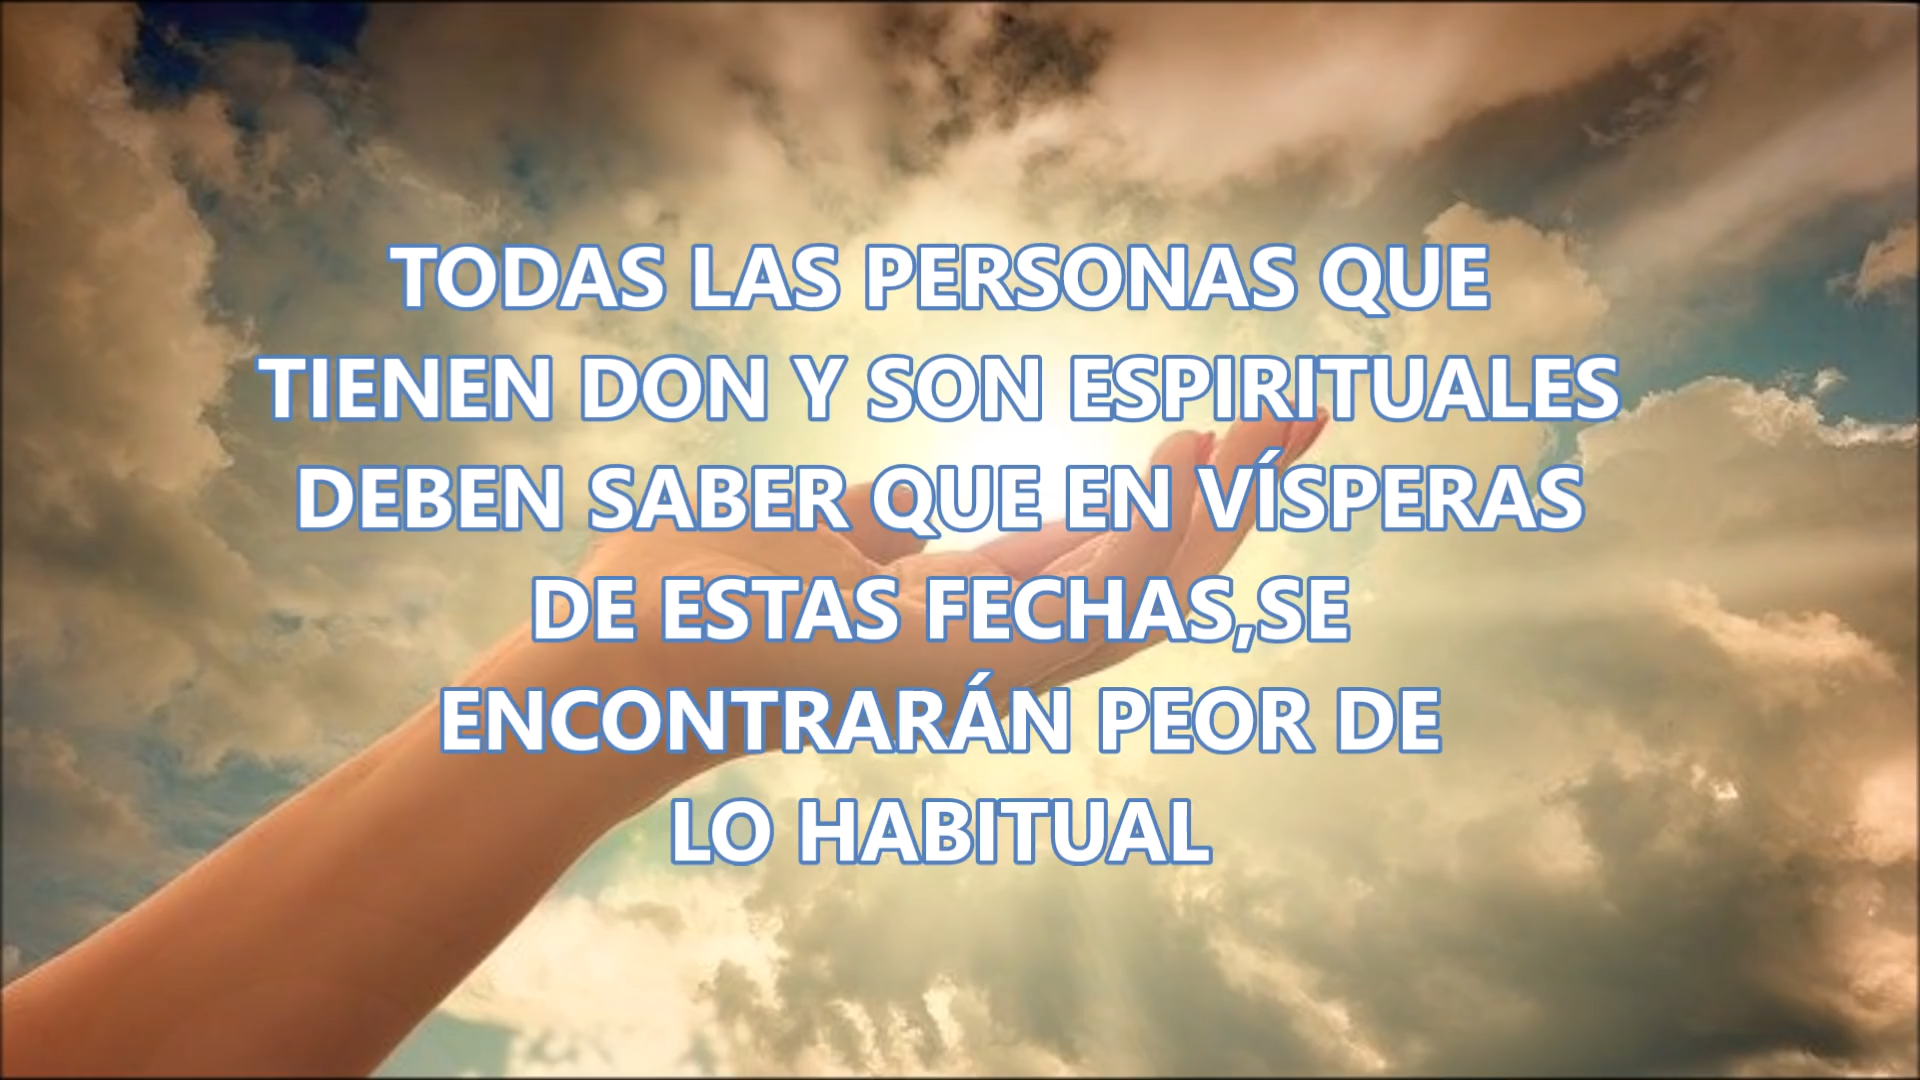 TODAS LAS PERSONAS QUE
TIENEN DON Y SON ESPIRITUALES
DEBEN SABER QUE EN VÍSPERAS
DE ESTAS FECHAS,SE
ENCONTRARÁN PEOR DE
LO HABITUAL